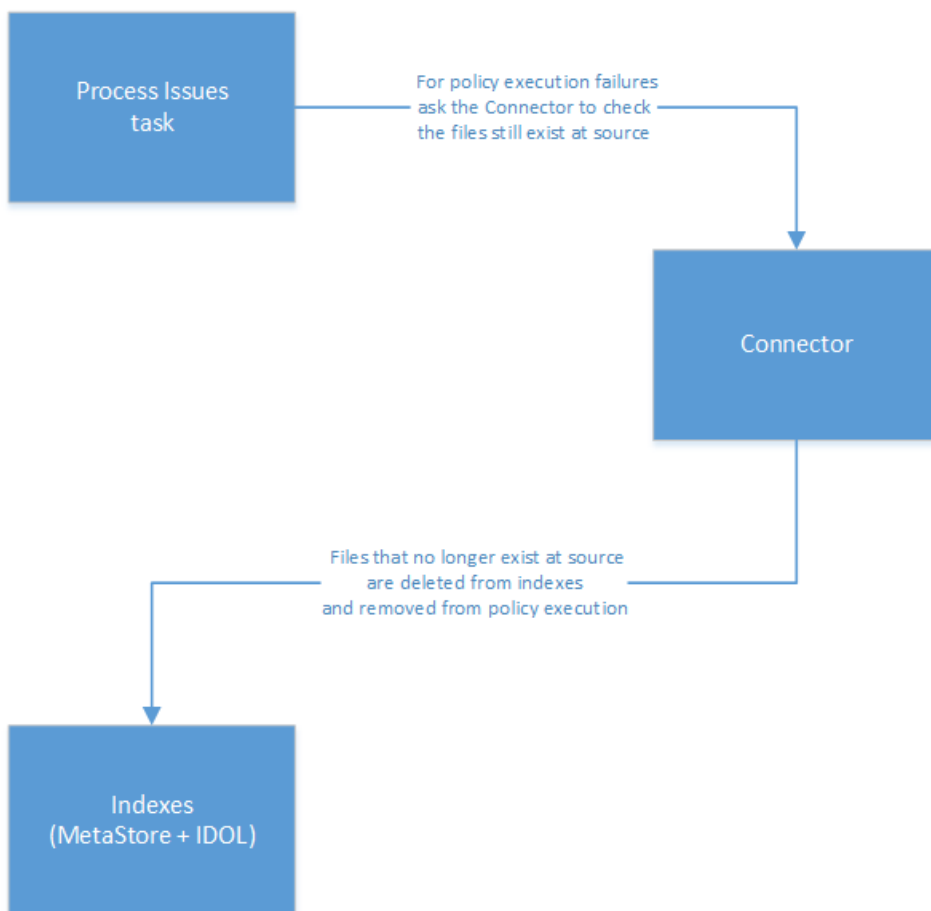 Process Issues
task
For policy execution failures
ask the Connector to check
the files still exist at source
Connector
Files that no longer exist at source
are deleted from indexes
and removed from policy execution
Indexes
(MetaStore + IDOL)